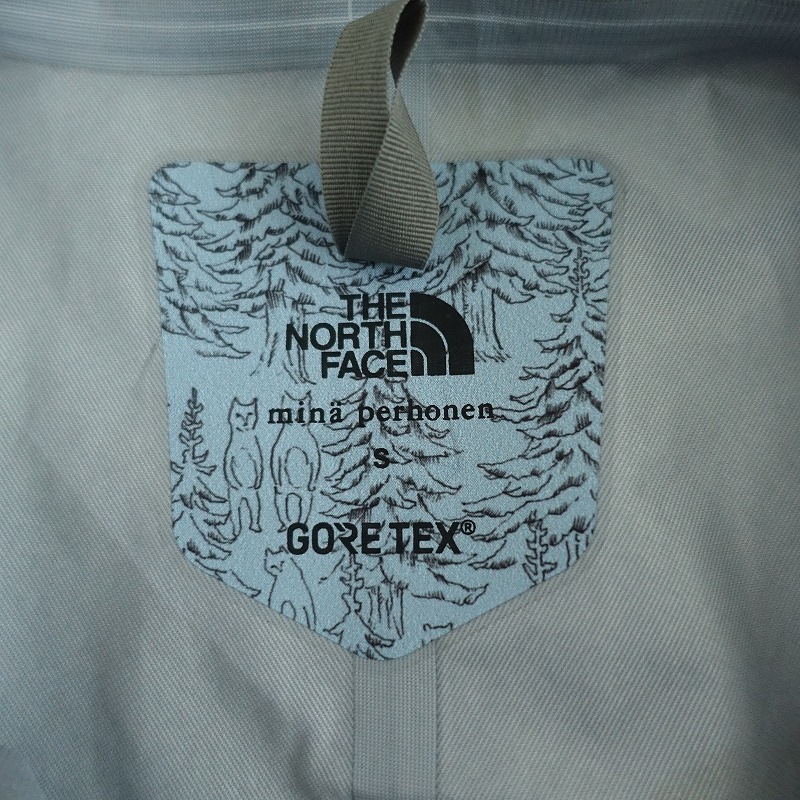 THE
NORTH
FACE
minä perhonen
S
GORETEX®